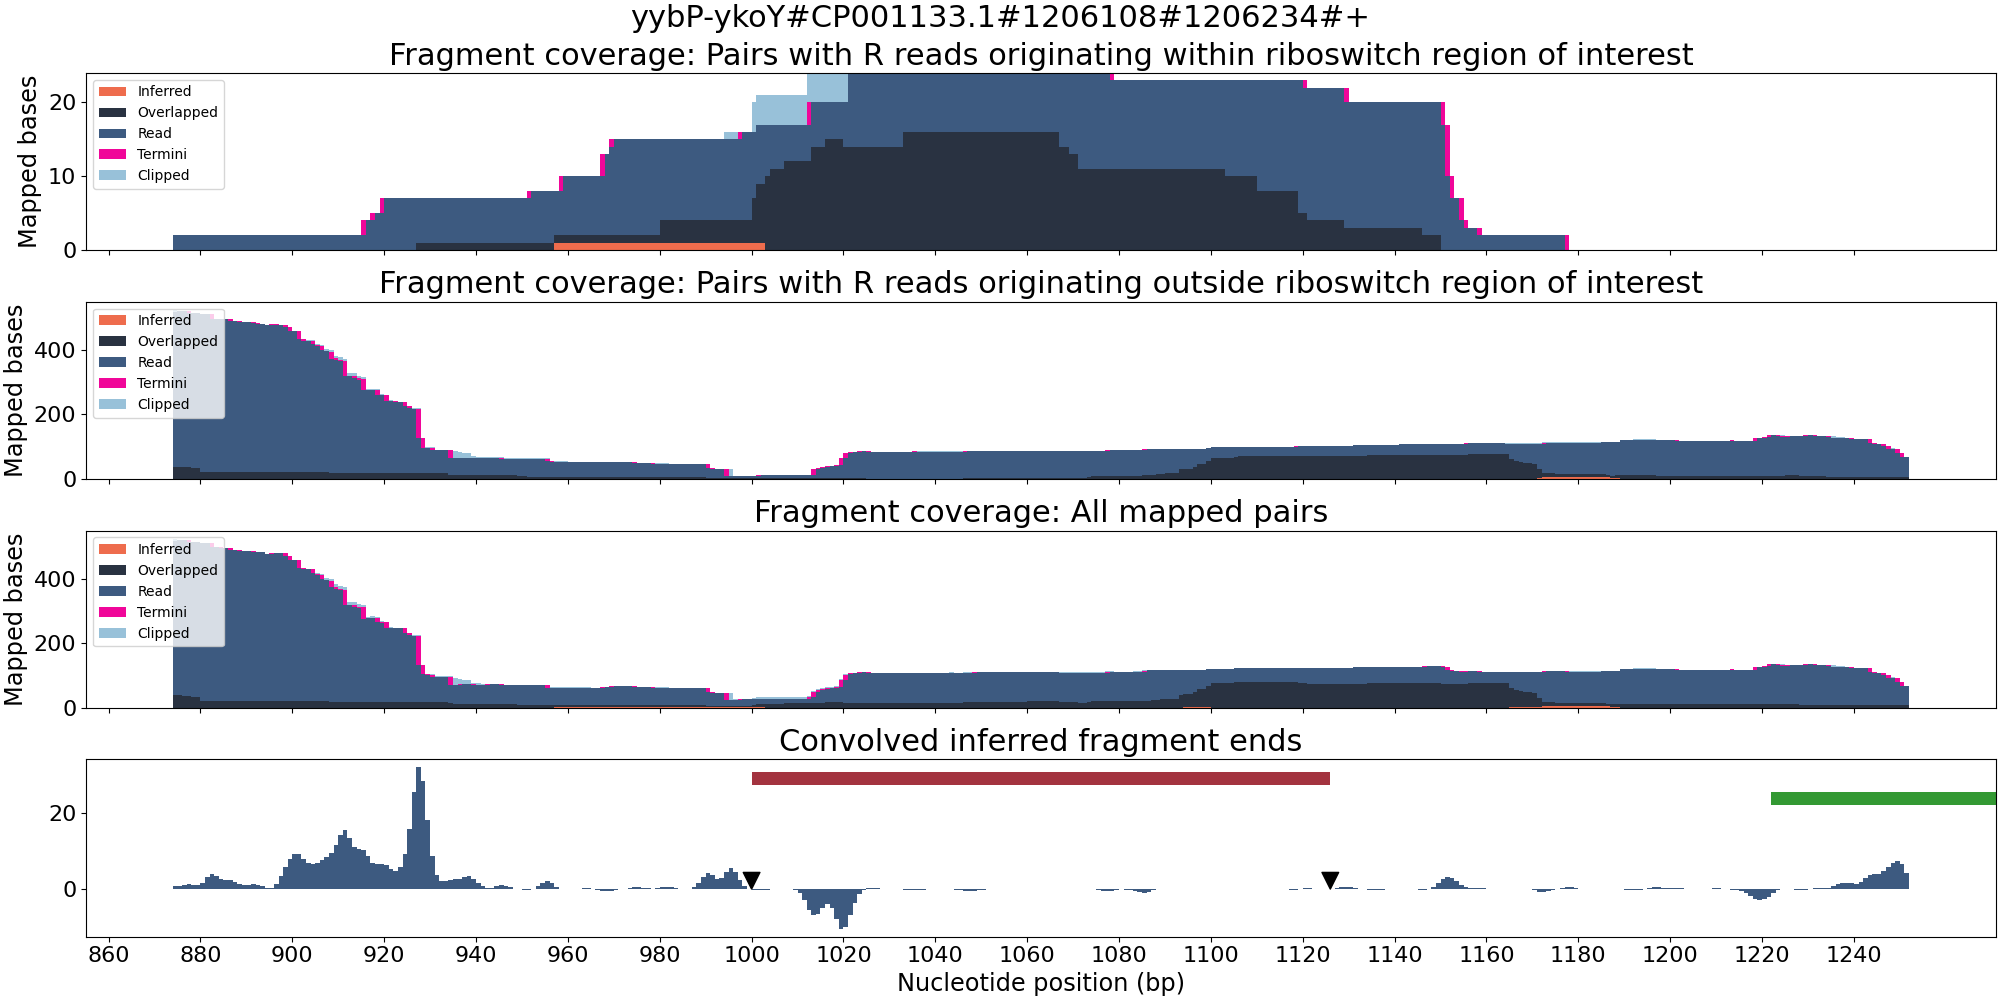 yybP-ykoY#CP001133.1#1206108#1206234#+
Fragment coverage: Pairs with R reads originating within riboswitch region of interest
Mapped bases
20
10
0
Inferred
Overlapped
Read
Termini
Clipped
Fragment coverage: Pairs with R reads originating outside riboswitch region of interest
Mapped bases
400
200
0
Inferred
Overlapped
Read
Termini
Clipped
Fragment coverage: All mapped pairs
Mapped bases
400
200
0
Inferred
Overlapped
Read
Termini
Clipped
Convolved inferred fragment ends
20
0
860 880 900 920 940 960 980 1000 1020 1040 1060 1080 1100 1120 1140 1160 1180 1200 1220 1240
Nucleotide position (bp)